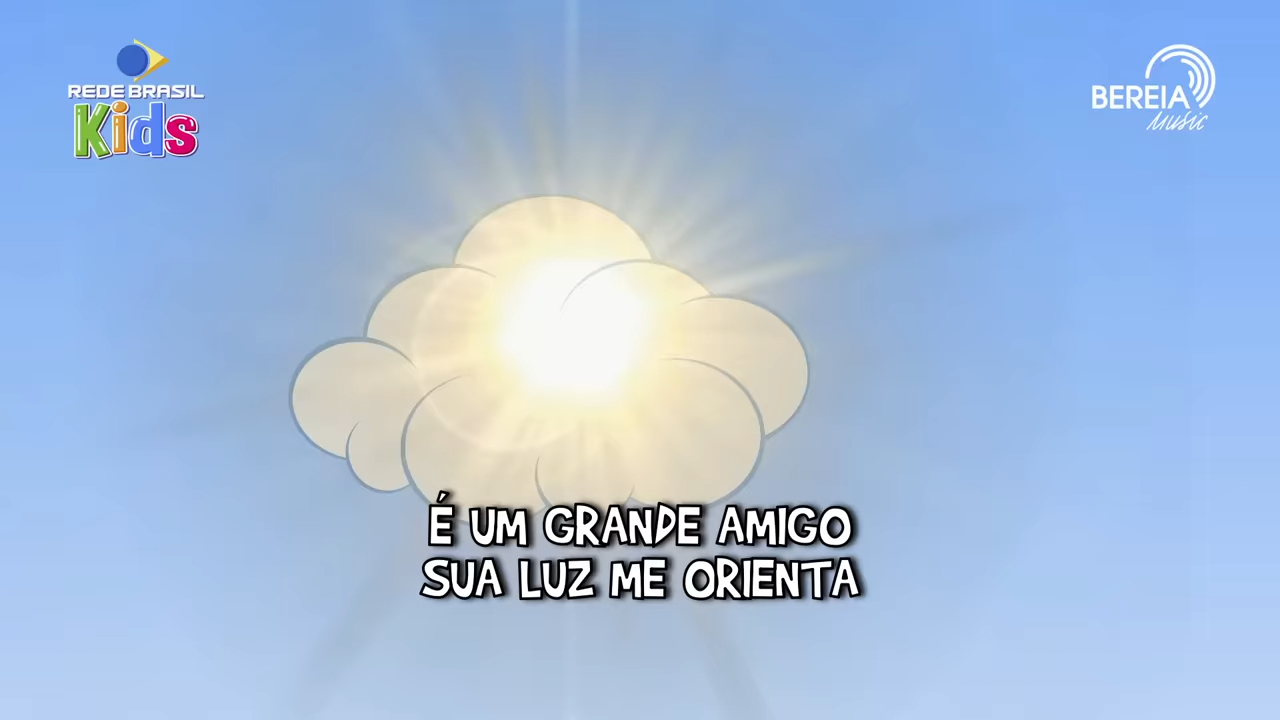 REDE BRASIL
Kids
BEREIA
Music
É UM GRANDE AMIGO
SUA LUZ ME ORIENTA